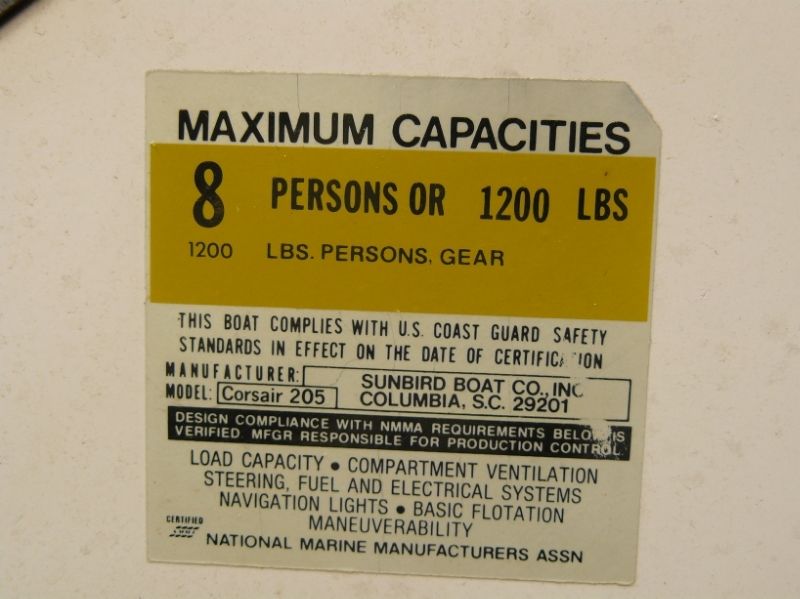 MAXIMUM CAPACITIES
8 PERSONS OR 1200 LBS
1200 LBS. PERSONS, GEAR
THIS BOAT COMPLIES WITH U.S. COAST GUARD SAFETY
STANDARDS IN EFFECT ON THE DATE OF
MANUFACTURER: SUNBIRD BOAT CO., INC
MODEL: Corsair 205 COLUMBIA, S.C. 29201
DESIGN COMPLIANCE WITH NMMA REQUIREMENTS BELOW IS
VERIFIED. MFGR RESPONSIBLE FOR PRODUCTION CONTROL
LOAD CAPACITY • COMPARTMENT VENTILATION
STEERING, FUEL AND ELECTRICAL SYSTEMS
NAVIGATION LIGHTS • BASIC FLOTATION
MANEUVERABILITY
CERTIFIED
NATIONAL MARINE MANUFACTURERS ASSN